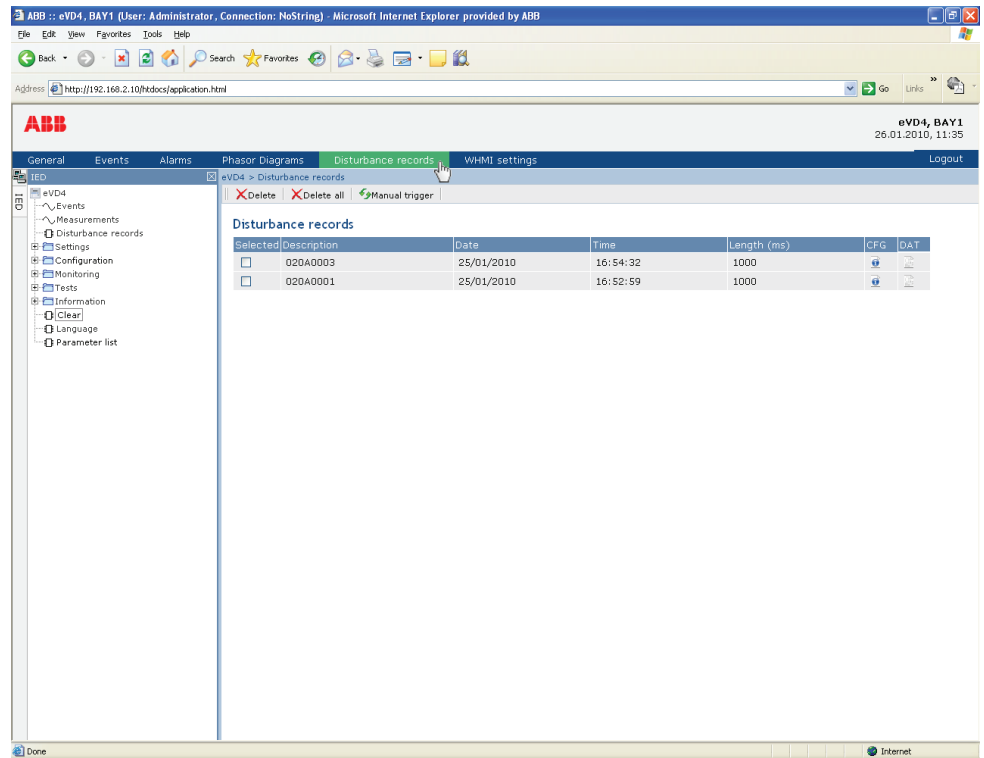 ABB :: eVD4, BAY1 (User: Administrator, Connection: NoString) - Microsoft Internet Explorer provided by ABB
File Edit View Favorites Tools Help
Back Search Favorites
Address http://192.168.2.10/htdocs/application.html Go Links »
ABB
eVD4, BAY1
26.01.2010, 11:35
General Events Alarms Phasor Diagrams Disturbance records WHMI settings Logout
IED
IED
eVD4 > Disturbance records
Delete Delete all Manual trigger
eVD4
Events
Measurements
Disturbance records
Settings
Configuration
Monitoring
Tests
Information
Clear
Language
Parameter list
Disturbance records
Selected Description Date Time Length (ms) CFG DAT
020A0003 25/01/2010 16:54:32 1000
020A0001 25/01/2010 16:52:59 1000
Done Internet